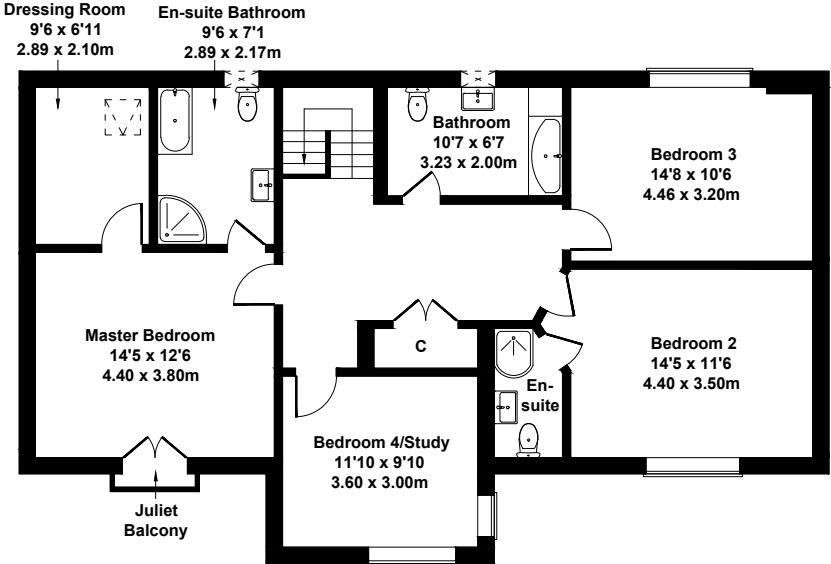 Dressing Room
9'6 x 6'11
2.89 x 2.10m
En-suite Bathroom
9'6 x 7'1
2.89 x 2.17m
Bathroom
10'7 x 6'7
3.23 x 2.00m
Bedroom 3
14'8 x 10'6
4.46 x 3.20m
Master Bedroom
14'5 x 12'6
4.40 x 3.80m
C
Bedroom 2
14'5 x 11'6
4.40 x 3.50m
En-
suite
Bedroom 4/Study
11'10 x 9'10
3.60 x 3.00m
Juliet
Balcony